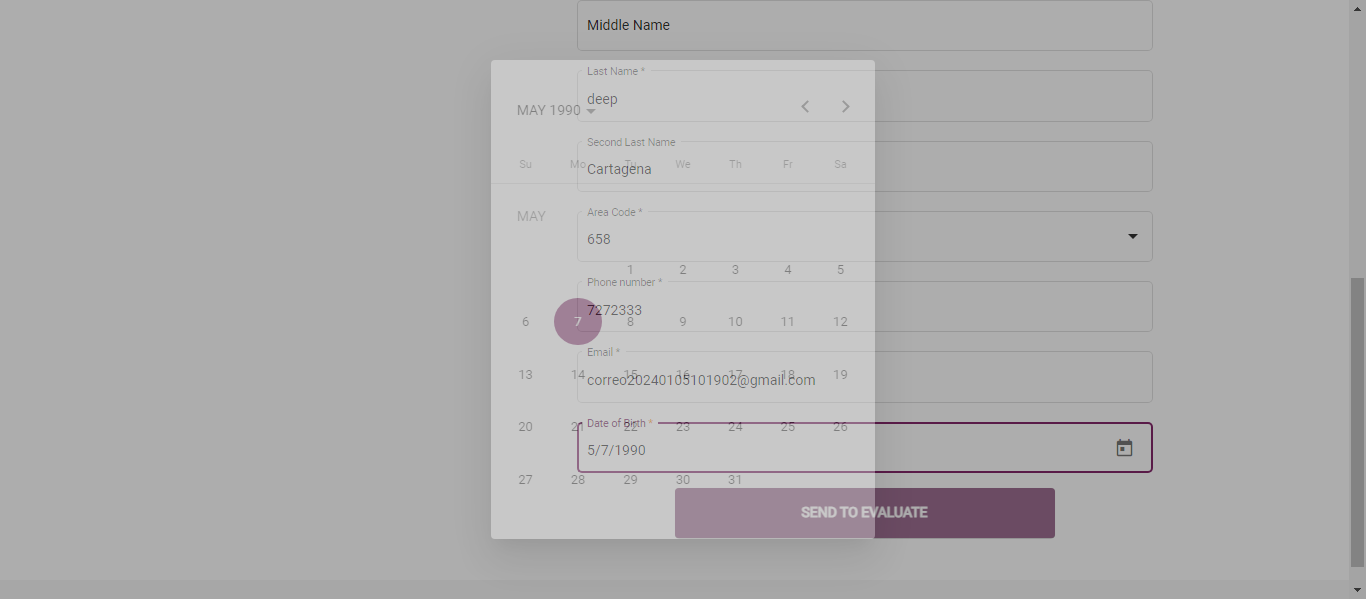 Middle Name
Last Name *
deep
MAY 1990
Second Last Name
Su Mo Tu We Th Fr Sa
Cartagena
Area Code *
MAY
658
1 2 3 4 5
Phone number *
7272333
6 7 8 9 10 11 12
Email *
13 14 15 16 17 18 19
correo20240105101902@gmail.com
Date of Birth *
20 21 22 23 24 25 26
5/7/1990
27 28 29 30 31
SEND TO EVALUATE